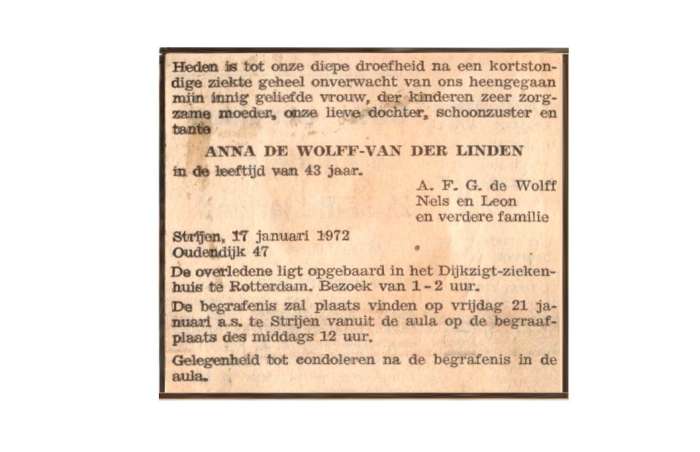 Heden is tot onze diepe droefheid na een kortston-
dige ziekte geheel onverwacht van ons heengegaan
mijn innig geliefde vrouw, der kinderen zeer zorg-
zame moeder, onze lieve dochter, schoonzuster en
tante
ANNA DE WOLFF-VAN DER LINDEN
in de leeftijd van 43 jaar.
A. F. G. de Wolff
Nels en Leon
en verdere familie
Strijen, 17 januari 1972
Oudendijk 47
De overledene ligt opgebaard in het Dijkzigt-zieken-
huis te Rotterdam. Bezoek van 1-2 uur.
De begrafenis zal plaats vinden op vrijdag 21 ja-
nuari a.s. te Strijen vanuit de aula op de begraaf-
plaats des middags 12 uur.
Gelegenheid tot condoleren na de begrafenis in de
aula.